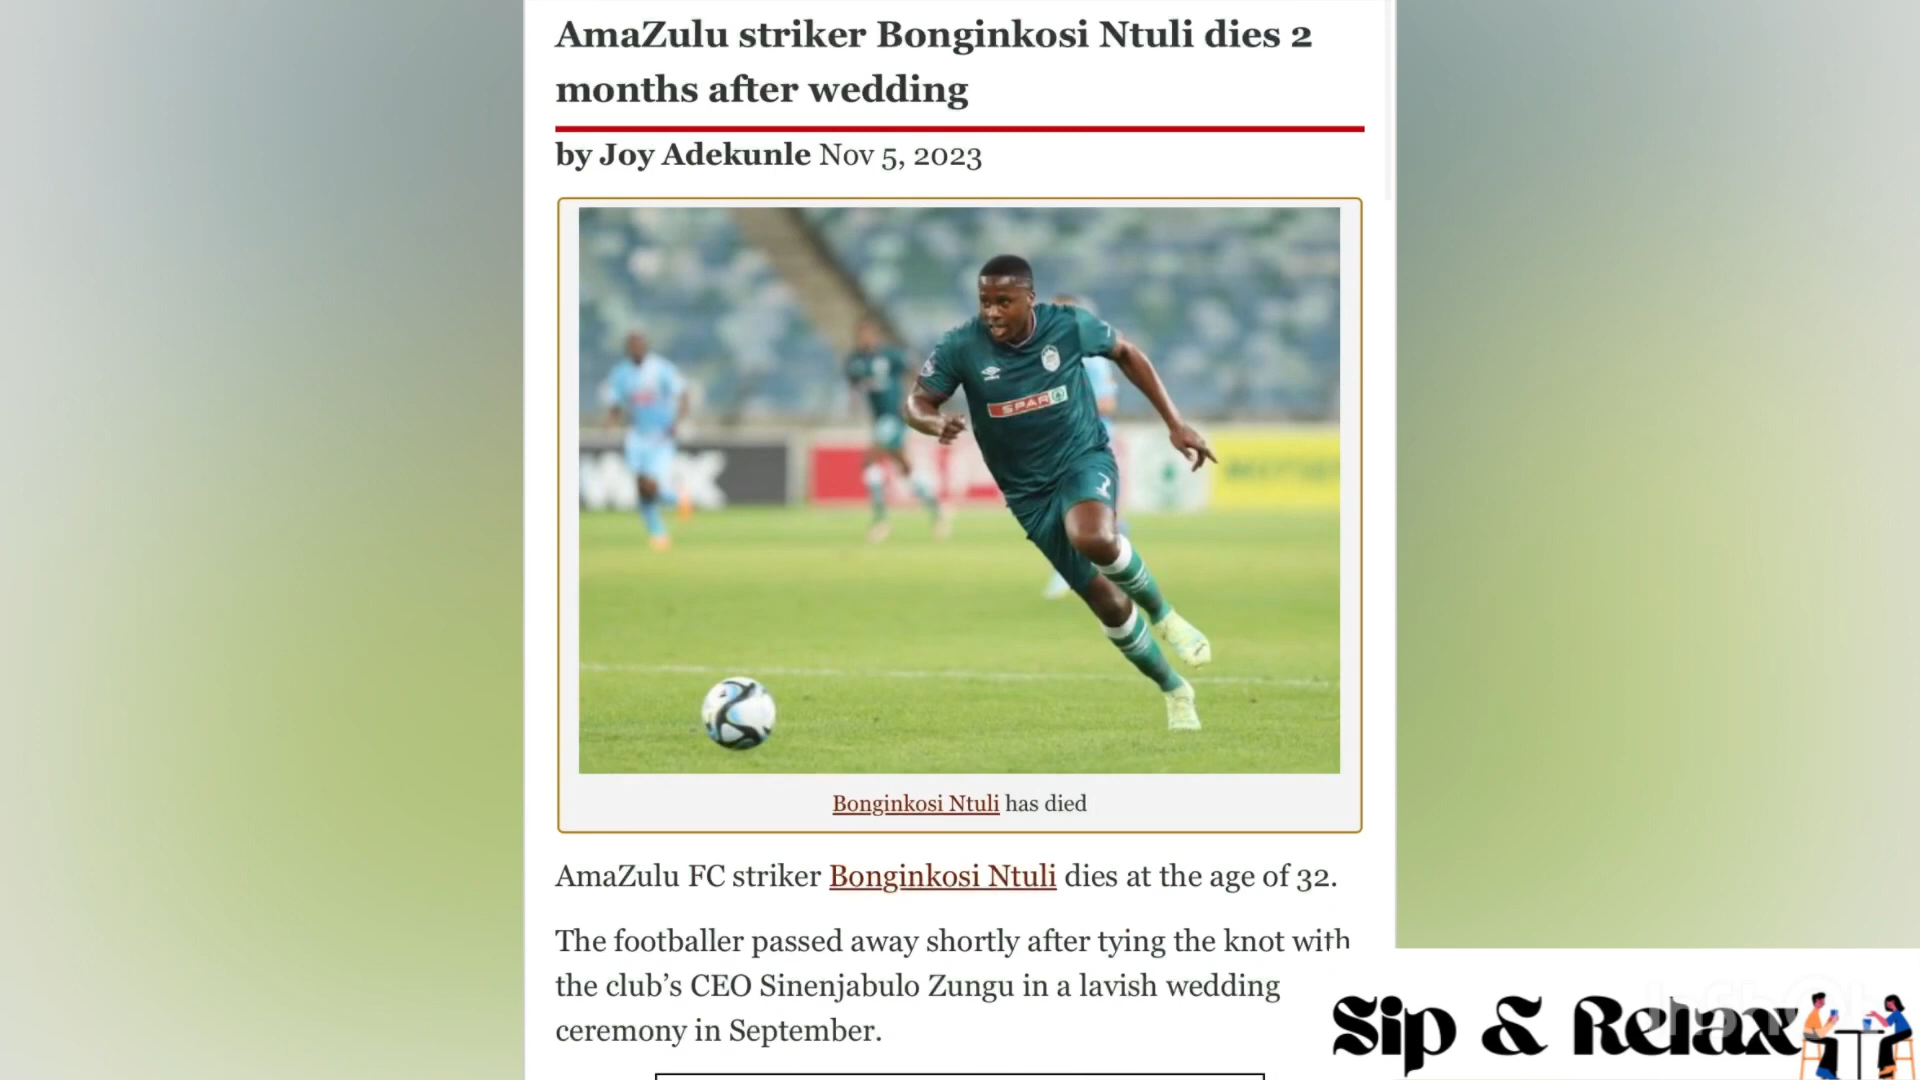 AmaZulu striker Bonginkosi Ntuli dies 2
months after wedding
by Joy Adekunle Nov 5, 2023
SPAR
Bonginkosi Ntuli has died
AmaZulu FC striker Bonginkosi Ntuli dies at the age of 32.
The footballer passed away shortly after tying the knot with
the club’s CEO Sinenjabulo Zungu in a lavish wedding
ceremony in September.
Sip & Relax